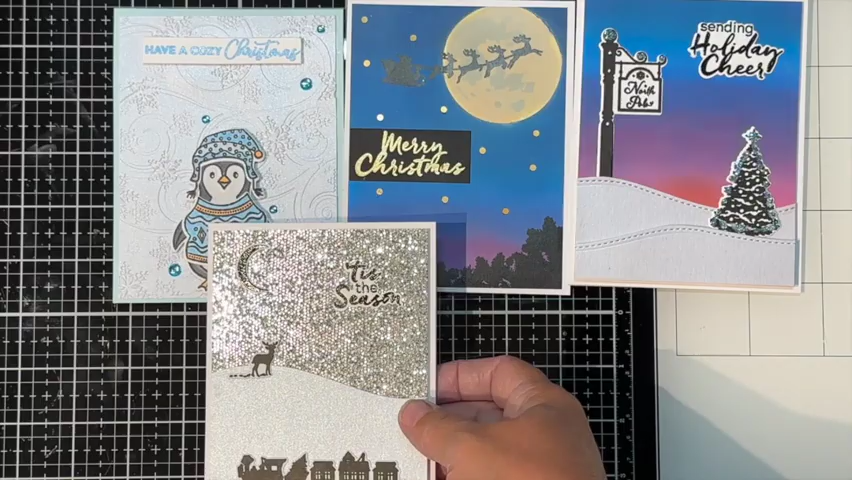 HAVE A COZY Christmas
Merry
Christmas
sending
Holiday
Cheer!
North
Pole
'tis
the
Season